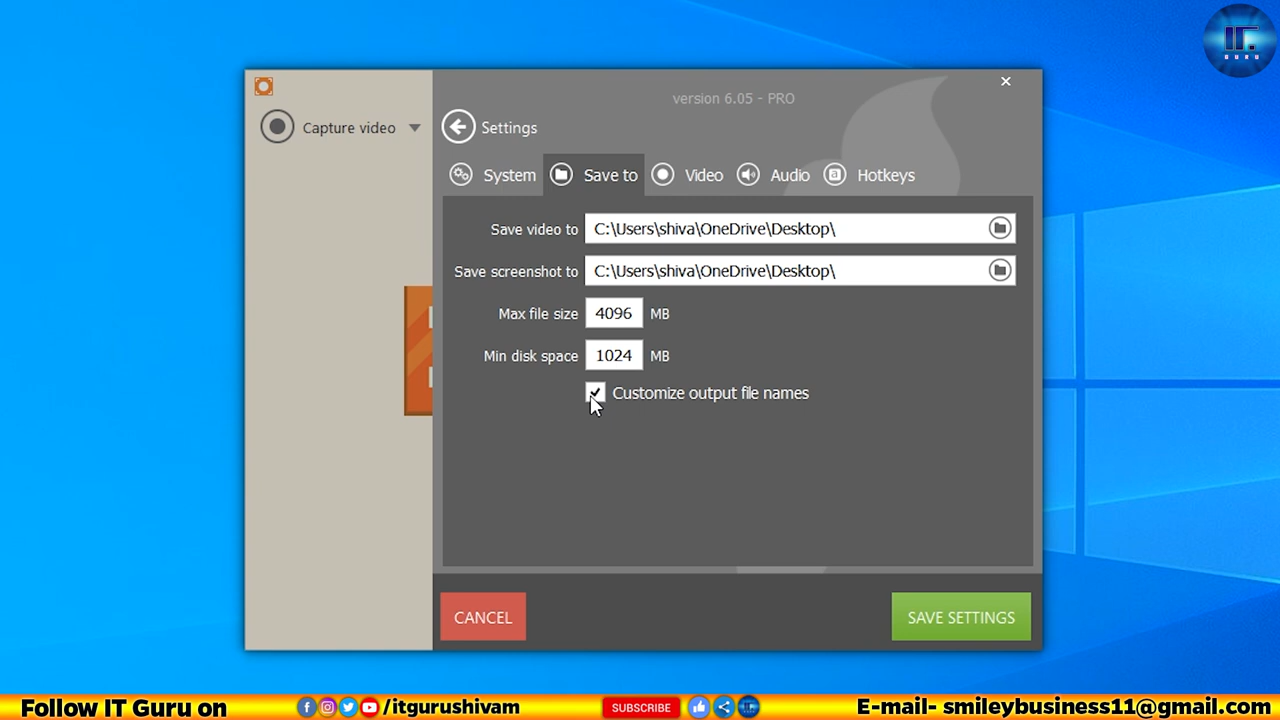 IT.
GURU
version 6.05 - PRO
Capture video
Settings
System
Save to
Video
Audio
Hotkeys
Save video to C:\Users\shiva\OneDrive\Desktop\
Save screenshot to C:\Users\shiva\OneDrive\Desktop\
Max file size 4096 MB
Min disk space 1024 MB
Customize output file names
CANCEL
SAVE SETTINGS
Follow IT Guru on /itgurushivam SUBSCRIBE E-mail- smileybusiness11@gmail.com